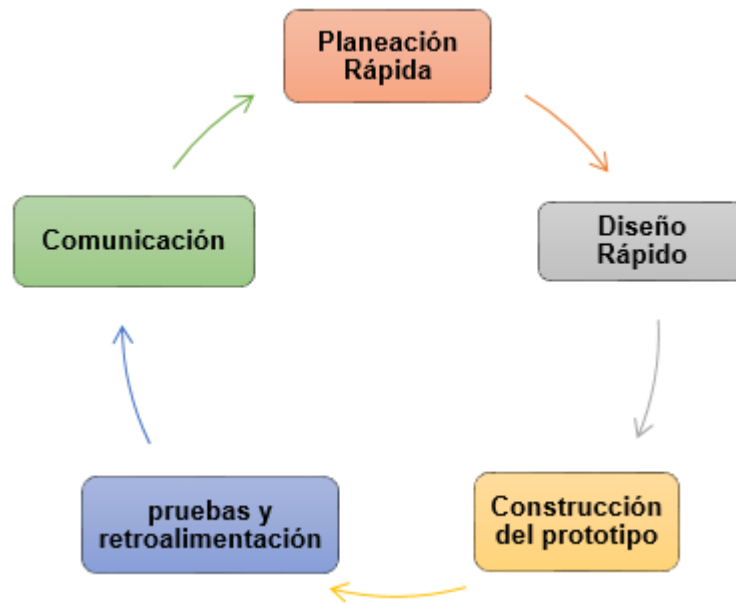 Planeación
Rápida
Comunicación
Diseño
Rápido
pruebas y
retroalimentación
Construcción
del prototipo